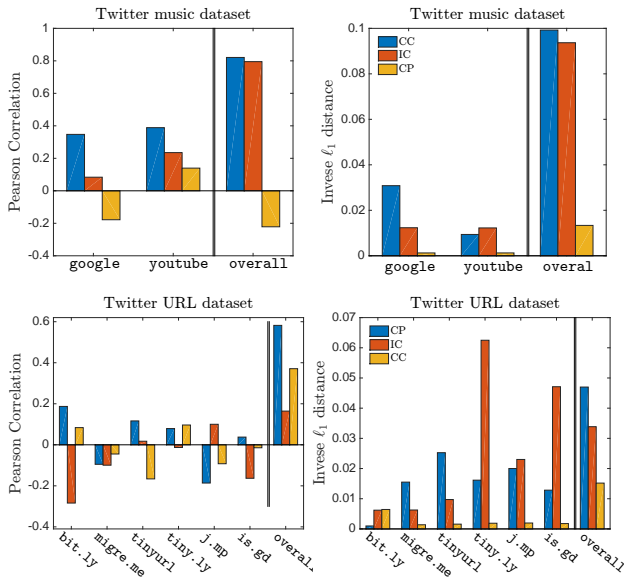 Twitter music dataset
Pearson Correlation
1
0.8
0.6
0.4
0.2
0
-0.2
-0.4
google youtube overall
Twitter music dataset
Invese ℓ1 distance
0.1
0.08
0.06
0.04
0.02
0
CC
IC
CP
google youtube overal
Twitter URL dataset
Pearson Correlation
0.6
0.4
0.2
0
-0.2
-0.4
bit.ly migre.me tinyurl tiny.ly j.mp is.gd overall
Twitter URL dataset
Invese ℓ1 distance
0.07
0.06
0.05
0.04
0.03
0.02
0.01
0
CP
IC
CC
bit.ly migre.me tinyurl tiny.ly j.mp is.gd overall